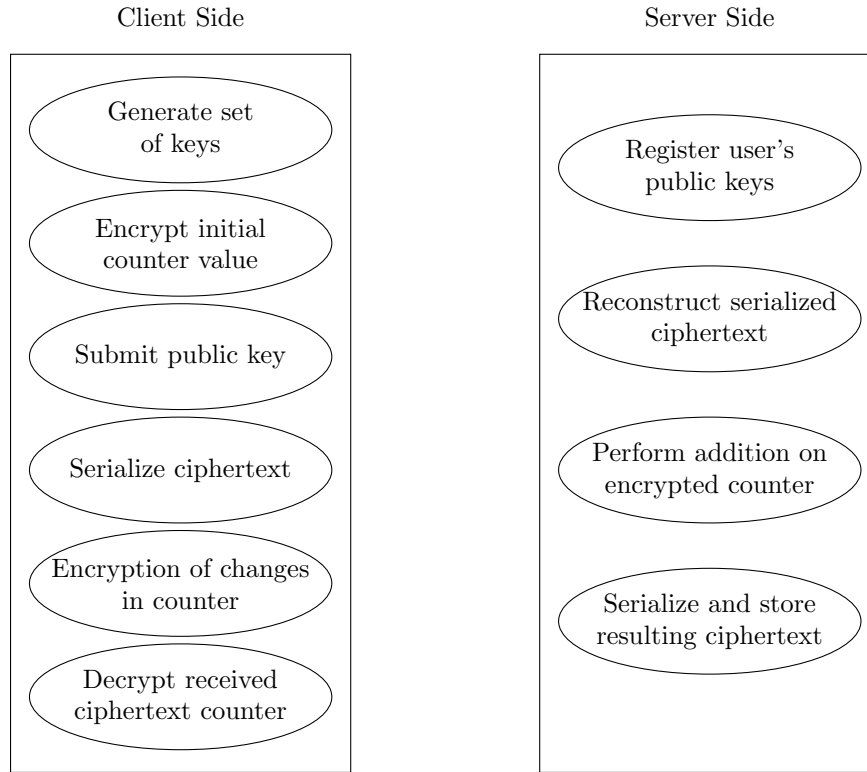 Client Side
Generate set
of keys
Encrypt initial
counter value
Submit public key
Serialize ciphertext
Encryption of changes
in counter
Decrypt received
ciphertext counter
Server Side
Register user's
public keys
Reconstruct serialized
ciphertext
Perform addition on
encrypted counter
Serialize and store
resulting ciphertext